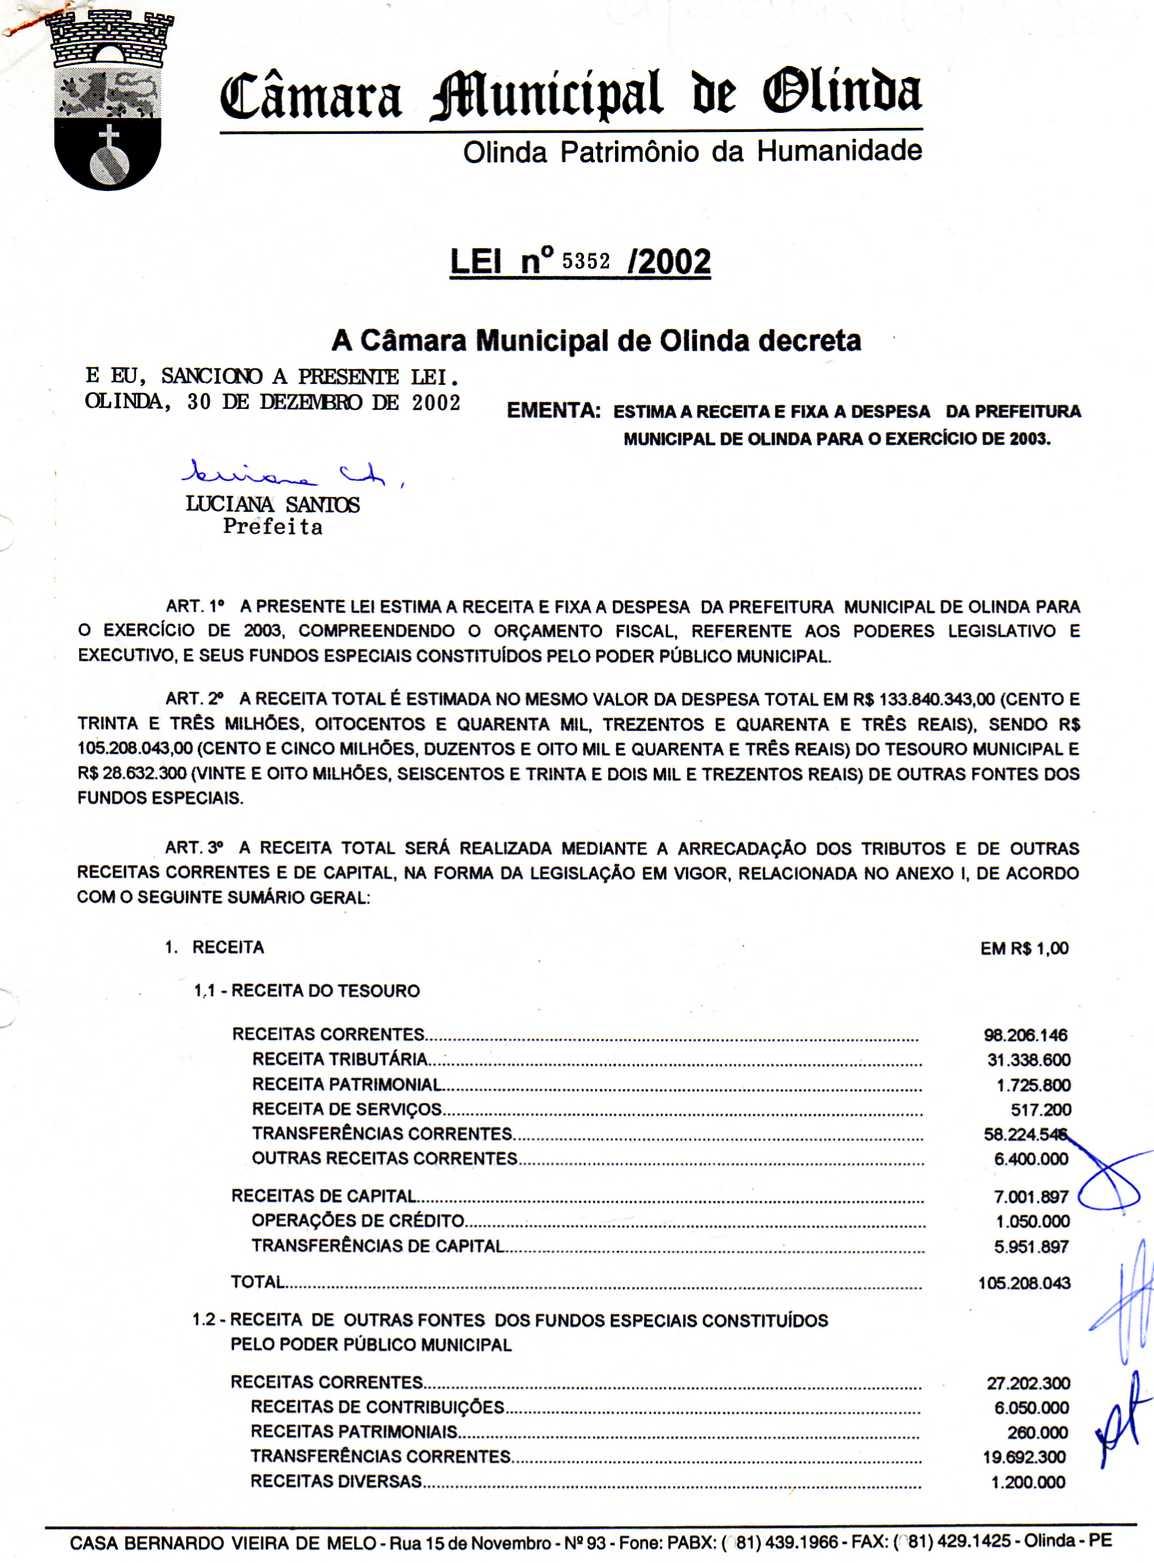 Câmara Municipal de Olinda
Olinda Patrimônio da Humanidade
LEI nº 5352 /2002
A Câmara Municipal de Olinda decreta
E EU, SANCIONO A PRESENTE LEI.
OLINDA, 30 DE DEZEMBRO DE 2002
EMENTA: ESTIMA A RECEITA E FIXA A DESPESA DA PREFEITURA
MUNICIPAL DE OLINDA PARA O EXERCÍCIO DE 2003.
LUCIANA SANTOS
Prefeita
ART. 1º A PRESENTE LEI ESTIMA A RECEITA E FIXA A DESPESA DA PREFEITURA MUNICIPAL DE OLINDA PARA
O EXERCÍCIO DE 2003, COMPREENDENDO O ORÇAMENTO FISCAL, REFERENTE AOS PODERES LEGISLATIVO E
EXECUTIVO, E SEUS FUNDOS ESPECIAIS CONSTITUÍDOS PELO PODER PÚBLICO MUNICIPAL.
ART. 2º A RECEITA TOTAL É ESTIMADA NO MESMO VALOR DA DESPESA TOTAL EM R$ 133.840.343,00 (CENTO E
TRINTA E TRÊS MILHÕES, OITOCENTOS E QUARENTA MIL, TREZENTOS E QUARENTA E TRÊS REAIS), SENDO R$
105.208.043,00 (CENTO E CINCO MILHÕES, DUZENTOS E OITO MIL E QUARENTA E TRÊS REAIS) DO TESOURO MUNICIPAL E
R$ 28.632.300 (VINTE E OITO MILHÕES, SEISCENTOS E TRINTA E DOIS MIL E TREZENTOS REAIS) DE OUTRAS FONTES DOS
FUNDOS ESPECIAIS.
ART. 3º A RECEITA TOTAL SERÁ REALIZADA MEDIANTE A ARRECADAÇÃO DOS TRIBUTOS E DE OUTRAS
RECEITAS CORRENTES E DE CAPITAL, NA FORMA DA LEGISLAÇÃO EM VIGOR, RELACIONADA NO ANEXO I, DE ACORDO
COM O SEGUINTE SUMÁRIO GERAL:
1. RECEITA EM R$ 1,00
1.1 - RECEITA DO TESOURO
RECEITAS CORRENTES........ 98.206.146
RECEITA TRIBUTÁRIA........ 31.338.600
RECEITA PATRIMONIAL........ 1.725.800
RECEITA DE SERVIÇOS........ 517.200
TRANSFERÊNCIAS CORRENTES........ 58.224.546
OUTRAS RECEITAS CORRENTES........ 6.400.000
RECEITAS DE CAPITAL........ 7.001.897
OPERAÇÕES DE CRÉDITO........ 1.050.000
TRANSFERÊNCIAS DE CAPITAL........ 5.951.897
TOTAL........ 105.208.043
1.2 - RECEITA DE OUTRAS FONTES DOS FUNDOS ESPECIAIS CONSTITUÍDOS
PELO PODER PÚBLICO MUNICIPAL
RECEITAS CORRENTES........ 27.202.300
RECEITAS DE CONTRIBUIÇÕES........ 6.050.000
RECEITAS PATRIMONIAIS........ 260.000
TRANSFERÊNCIAS CORRENTES........ 19.692.300
RECEITAS DIVERSAS........ 1.200.000
CASA BERNARDO VIEIRA DE MELO - Rua 15 de Novembro - Nº 93 - Fone: PABX: (081) 439.1966 - FAX: (081) 429.1425 - Olinda - PE